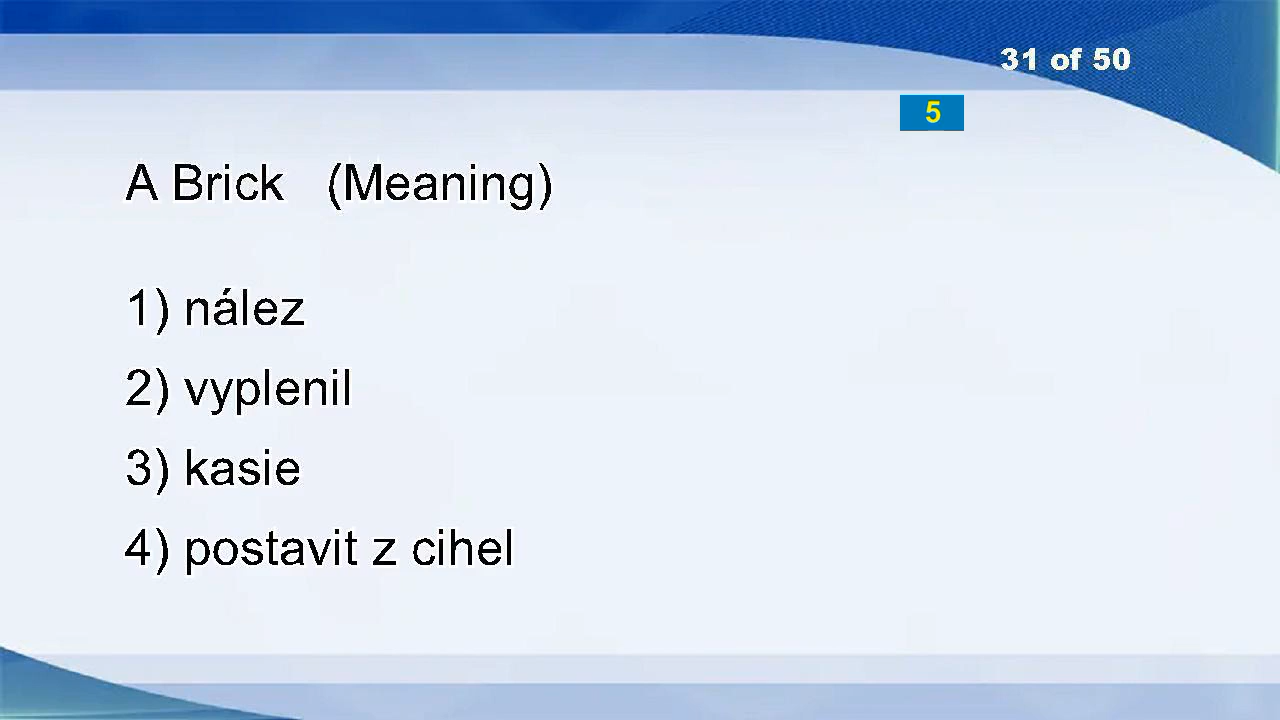 31 of 50
5
A Brick (Meaning)
1) nález
2) vyplenil
3) kasie
4) postavit z cihel